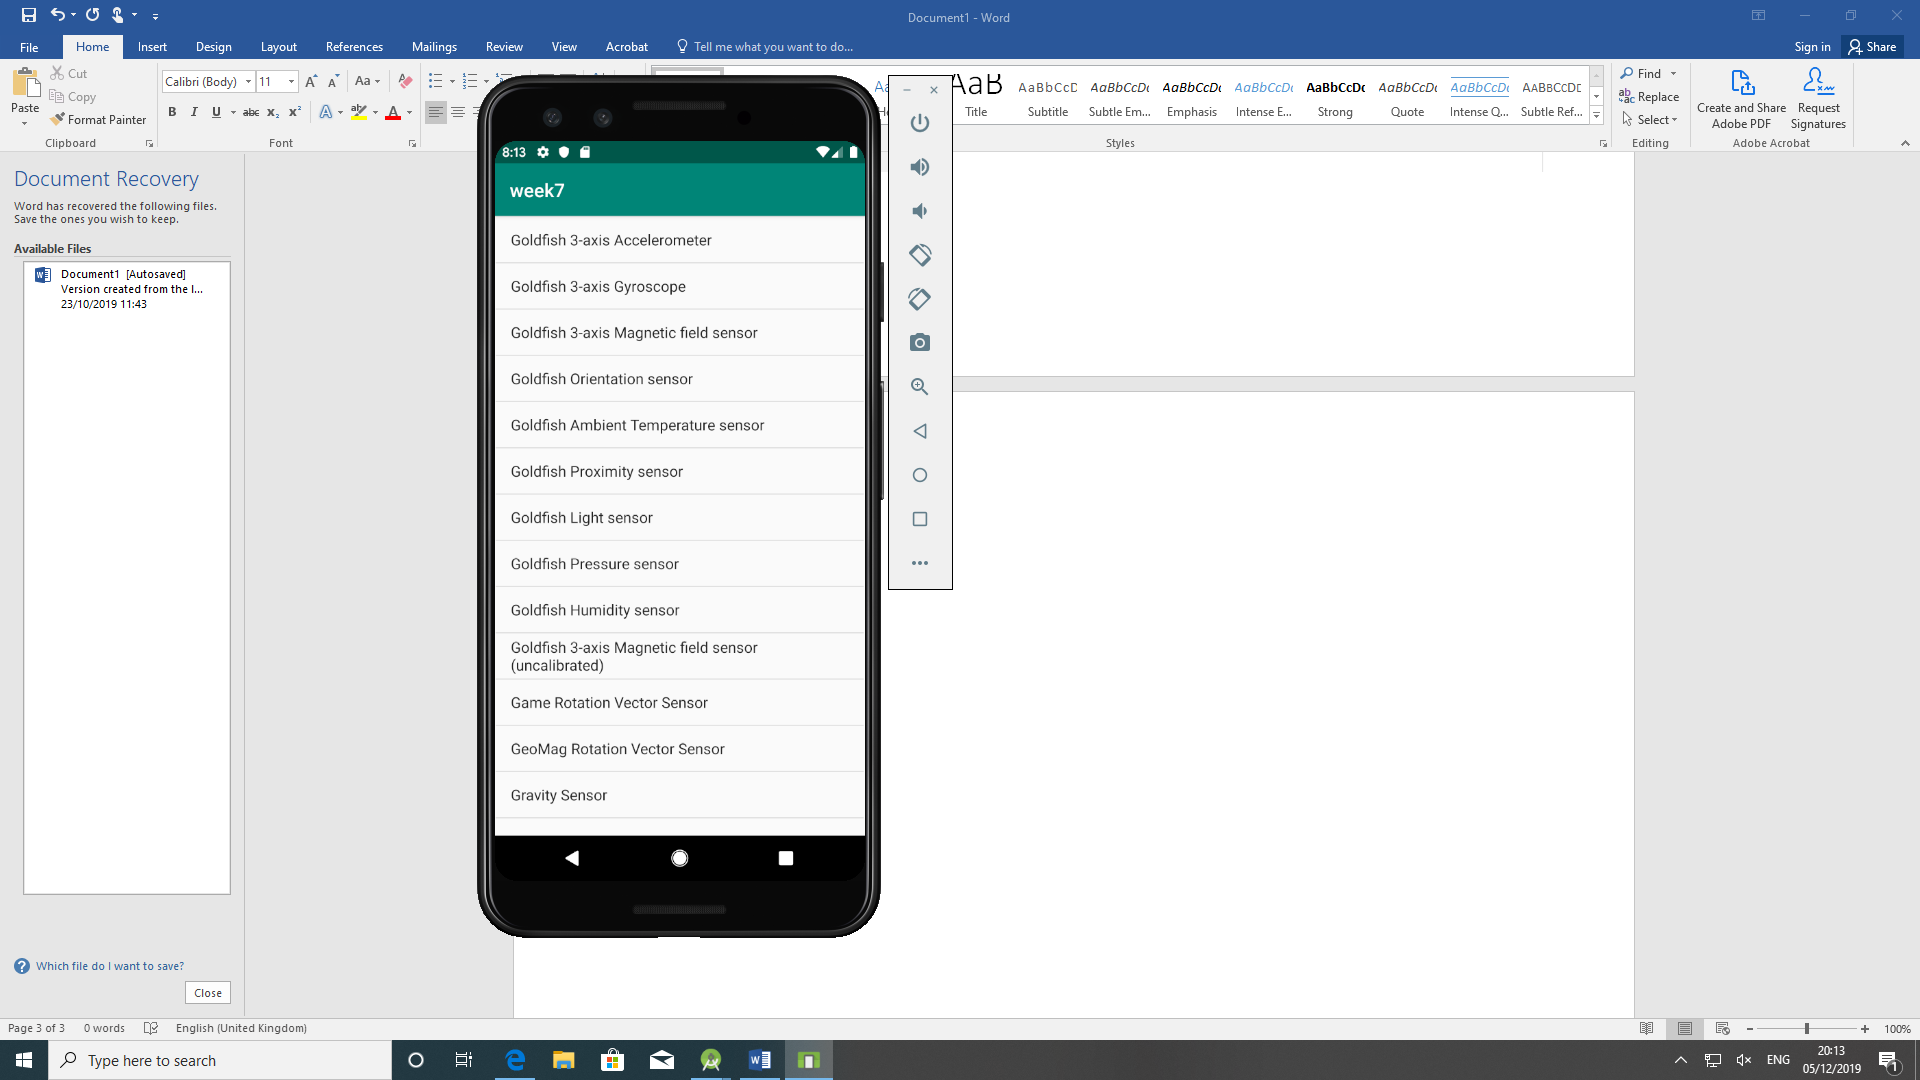 Document1 - Word
File
Home
Insert
Design
Layout
References
Mailings
Review
View
Acrobat
Tell me what you want to do...
Sign in
Share
Paste
Cut
Copy
Format Painter
Clipboard
Calibri (Body)
11
Font
AaB
Title
AaBbCcD
Subtitle
AaBbCcDc
Subtle Em...
AaBbCcDc
Emphasis
AaBbCcDc
Intense E...
AaBbCcDc
Strong
AaBbCcDc
Quote
AaBbCcDc
Intense Q...
AABBCCDE
Subtle Ref...
Styles
Find
Replace
Select
Editing
Create and Share
Adobe PDF
Request
Signatures
Adobe Acrobat
Document Recovery
Word has recovered the following files.
Save the ones you wish to keep.
Available Files
Document1 [Autosaved]
Version created from the l...
23/10/2019 11:43
Which file do I want to save?
Close
8:13
week7
Goldfish 3-axis Accelerometer
Goldfish 3-axis Gyroscope
Goldfish 3-axis Magnetic field sensor
Goldfish Orientation sensor
Goldfish Ambient Temperature sensor
Goldfish Proximity sensor
Goldfish Light sensor
Goldfish Pressure sensor
Goldfish Humidity sensor
Goldfish 3-axis Magnetic field sensor
(uncalibrated)
Game Rotation Vector Sensor
GeoMag Rotation Vector Sensor
Gravity Sensor
Page 3 of 3
0 words
English (United Kingdom)
100%
Type here to search
ENG
20:13
05/12/2019
1